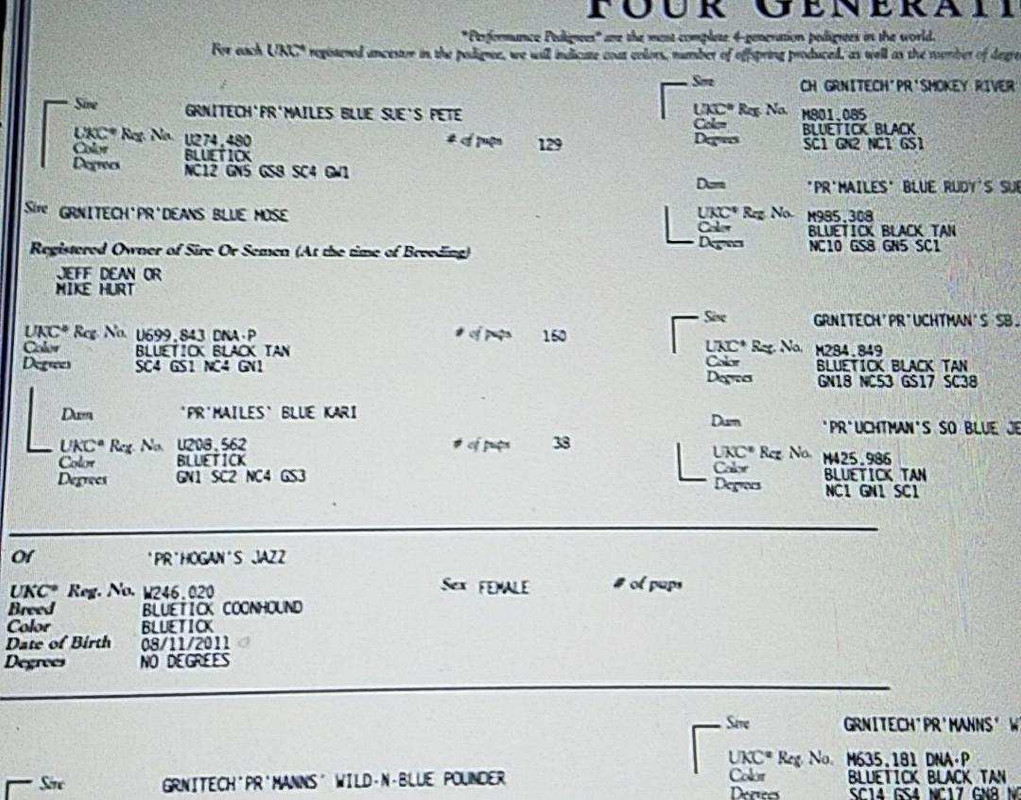 FOUR GENERATI
"Performance Pedigrees" are the most complete 4-generation pedigrees in the world.
For each UKC® registered ancestor in the pedigree, we will indicate coat colors, number of offspring produced, as well as the number of degre
Sire GRNITECH'PR'MAILES BLUE SUE'S PETE
UKC® Reg. No. U274,480 # of pups 129
Color BLUETICK
Degrees NC12 GN5 GS8 SC4 GW1
Sire GRNITECH'PR'DEANS BLUE MOSE
Registered Owner of Sire Or Semen (At the time of Breeding)
JEFF DEAN OR
MIKE HURT
UKC® Reg. No. U699,843 DNA-P # of pups 160
Color BLUETICK BLACK TAN
Degrees SC4 GS1 NC4 GN1
Dam 'PR'MAILES' BLUE KARI
UKC® Reg. No. U208,562 # of pups 38
Color BLUETICK
Degrees GN1 SC2 NC4 GS3
Sire CH GRNITECH'PR'SMOKEY RIVER
UKC® Reg. No. M801,085
Color BLUETICK BLACK
Degrees SC1 GN2 NC1 GS1
Dam 'PR'MAILES' BLUE RUDY'S SUE
UKC® Reg. No. M985,308
Color BLUETICK BLACK TAN
Degrees NC10 GS8 GN5 SC1
Sire GRNITECH'PR'UCHTMAN'S SB.
UKC® Reg. No. M284,849
Color BLUETICK BLACK TAN
Degrees GN18 NC53 GS17 SC38
Dam 'PR'UCHTMAN'S SO BLUE JE
UKC® Reg. No. M425,986
Color BLUETICK TAN
Degrees NC1 GN1 SC1
Of 'PR'HOGAN'S JAZZ
UKC® Reg. No. W246,020 Sex FEMALE # of pups
Breed BLUETICK COONHOUND
Color BLUETICK
Date of Birth 08/11/2011
Degrees NO DEGREES
Sire GRNITECH'PR'MANNS' WILD-N-BLUE POUNDER
Sire GRNITECH'PR'MANNS' W
UKC® Reg. No. M635,181 DNA-P
Color BLUETICK BLACK TAN
Degrees SC14 GS4 NC17 GN8